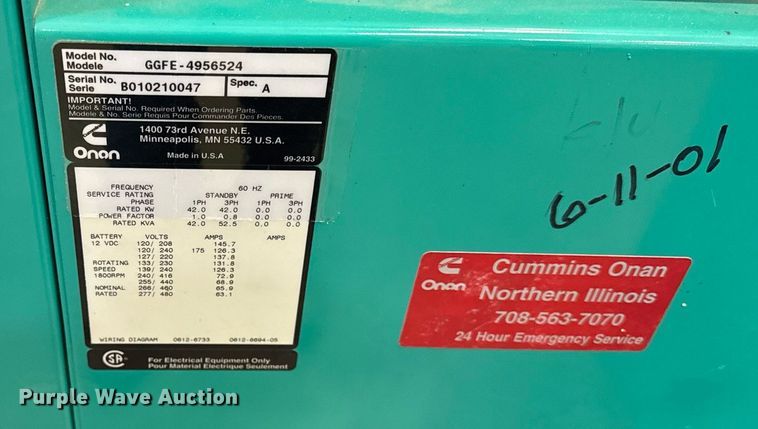 Model No.
Modele GGFE-4956524
Serial No.
Serie B010210047 Spec. A
IMPORTANT!
Model & Serial No. Required When Ordering Parts.
Modele & No. Serie Requis Pour Commander Des Pieces.
Onan
1400 73rd Avenue N.E.
Minneapolis, MN 55432 U.S.A.
Made in U.S.A 99-2433
FREQUENCY 60 HZ
SERVICE RATING STANDBY PRIME
PHASE 1PH 3PH 1PH 3PH
RATED KW 42.0 42.0 0.0 0.0
POWER FACTOR 1.0 0.8 0.0 0.0
RATED KVA 42.0 52.5 0.0 0.0
BATTERY VOLTS AMPS AMPS
12 VDC 120/ 208 145.7
120/ 240 175 126.3
127/ 220 137.8
ROTATING 133/ 230 131.8
SPEED 139/ 240 126.3
1800RPM 240/ 416 72.9
255/ 440 68.9
NOMINAL 266/ 460 65.9
RATED 277/ 480 63.1
WIRING DIAGRAM 0612-6733 0612-6694-05
For Electrical Equipment Only
Pour Material Electrique Seulement
6-11-01
Onan
Cummins Onan
Northern Illinois
708-563-7070
24 Hour Emergency Service
Purple Wave Auction